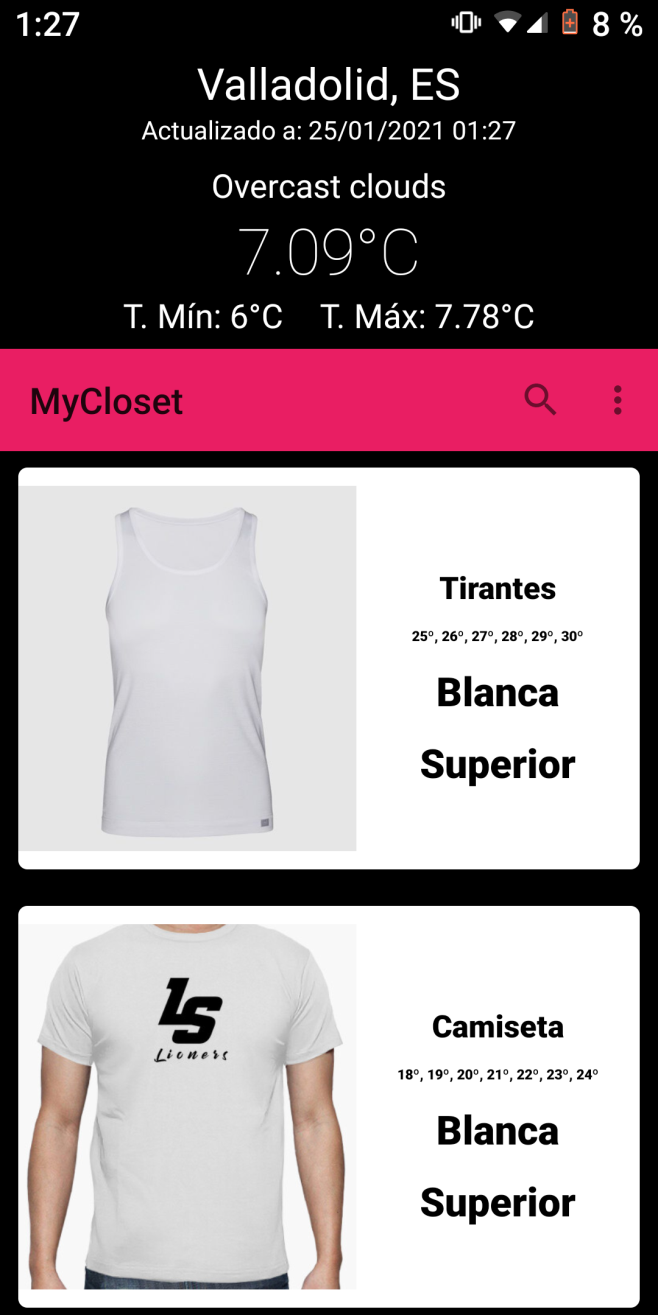 1:27 8 %
Valladolid, ES
Actualizado a: 25/01/2021 01:27
Overcast clouds
7.09°C
T. Mín: 6°C T. Máx: 7.78°C
MyCloset
Tirantes
25º, 26º, 27º, 28º, 29º, 30º
Blanca
Superior
LS
Lioners
Camiseta
18º, 19º, 20º, 21º, 22º, 23º, 24º
Blanca
Superior